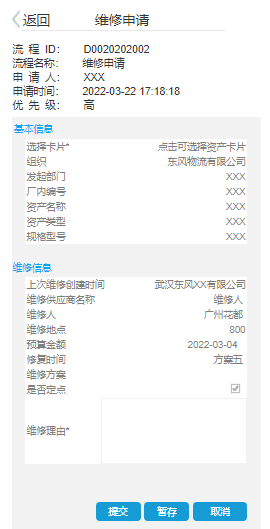 返回 维修申请
流 程 ID： D0020202002
流程名称： 维修申请
申 请 人： XXX
申请时间： 2022-03-22 17:18:18
优 先 级： 高
基本信息
选择卡片* 点击可选择资产卡片
组织 东风物流有限公司
发起部门 XXX
厂内编号 XXX
资产名称 XXX
资产类型 XXX
规格型号 XXX
维修信息
上次维修创建时间 武汉东风XX有限公司
维修供应商名称 维修人
维修人 广州花都
维修地点 800
预算金额 2022-03-04
修复时间 方案五
维修方案
是否定点
维修理由*
提交 暂存 取消